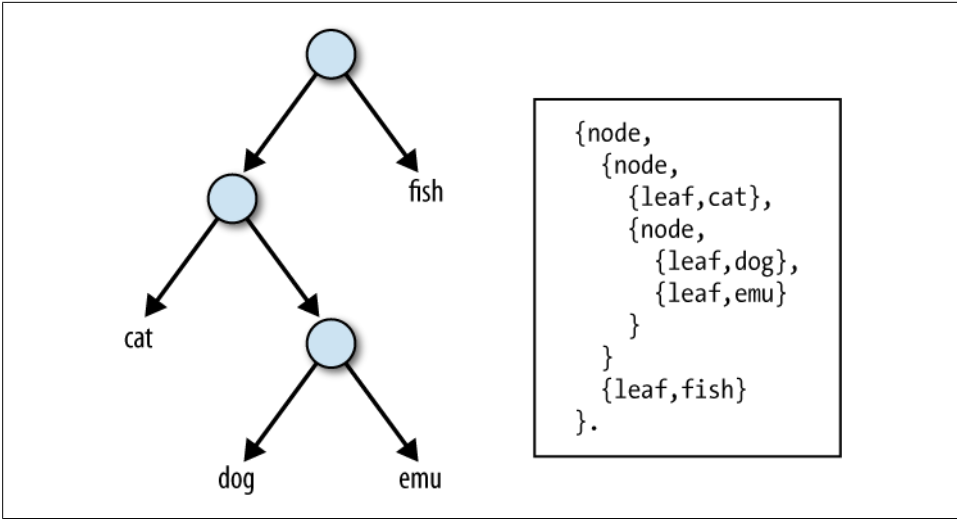 fish
cat
dog
emu
{node,
{node,
{leaf,cat},
{node,
{leaf,dog},
{leaf,emu}
}
}
{leaf,fish}
}.